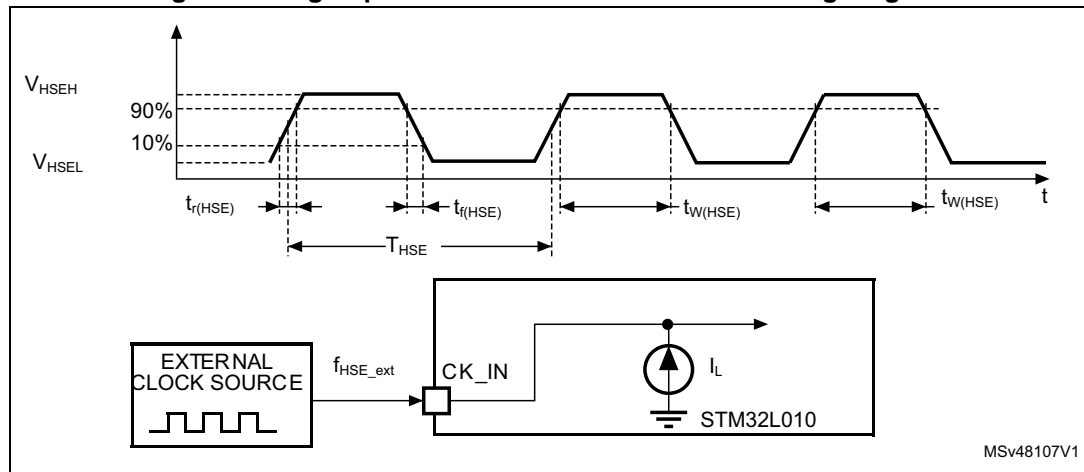 V_HSEH
90%
10%
V_HSEL
t_r(HSE)
t_f(HSE)
t_W(HSE)
t_W(HSE)
t
T_HSE
EXTERNAL
CLOCK SOURCE
f_HSE_ext
CK_IN
I_L
STM32L010
MSv48107V1